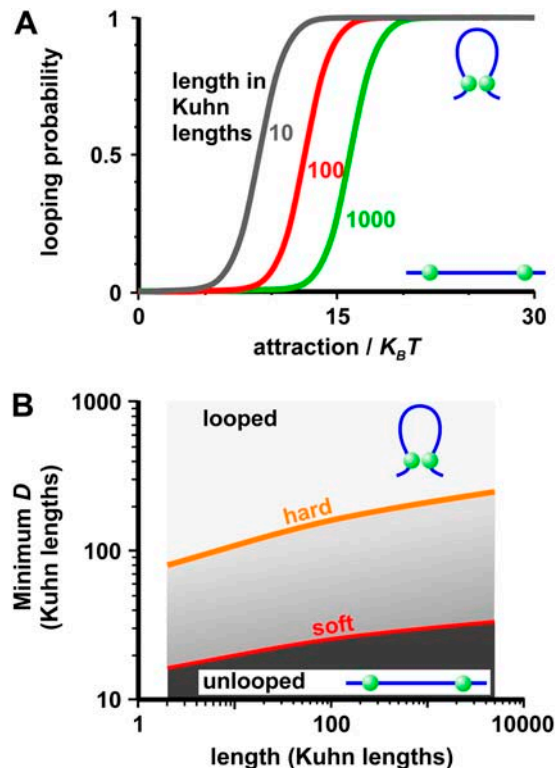 A
looping probability
1
0.5
0
length in
Kuhn
lengths
10
100
1000
0
15
30
attraction / K_BT
B
Minimum D
(Kuhn lengths)
1000
100
10
looped
hard
soft
unlooped
1
100
10000
length (Kuhn lengths)